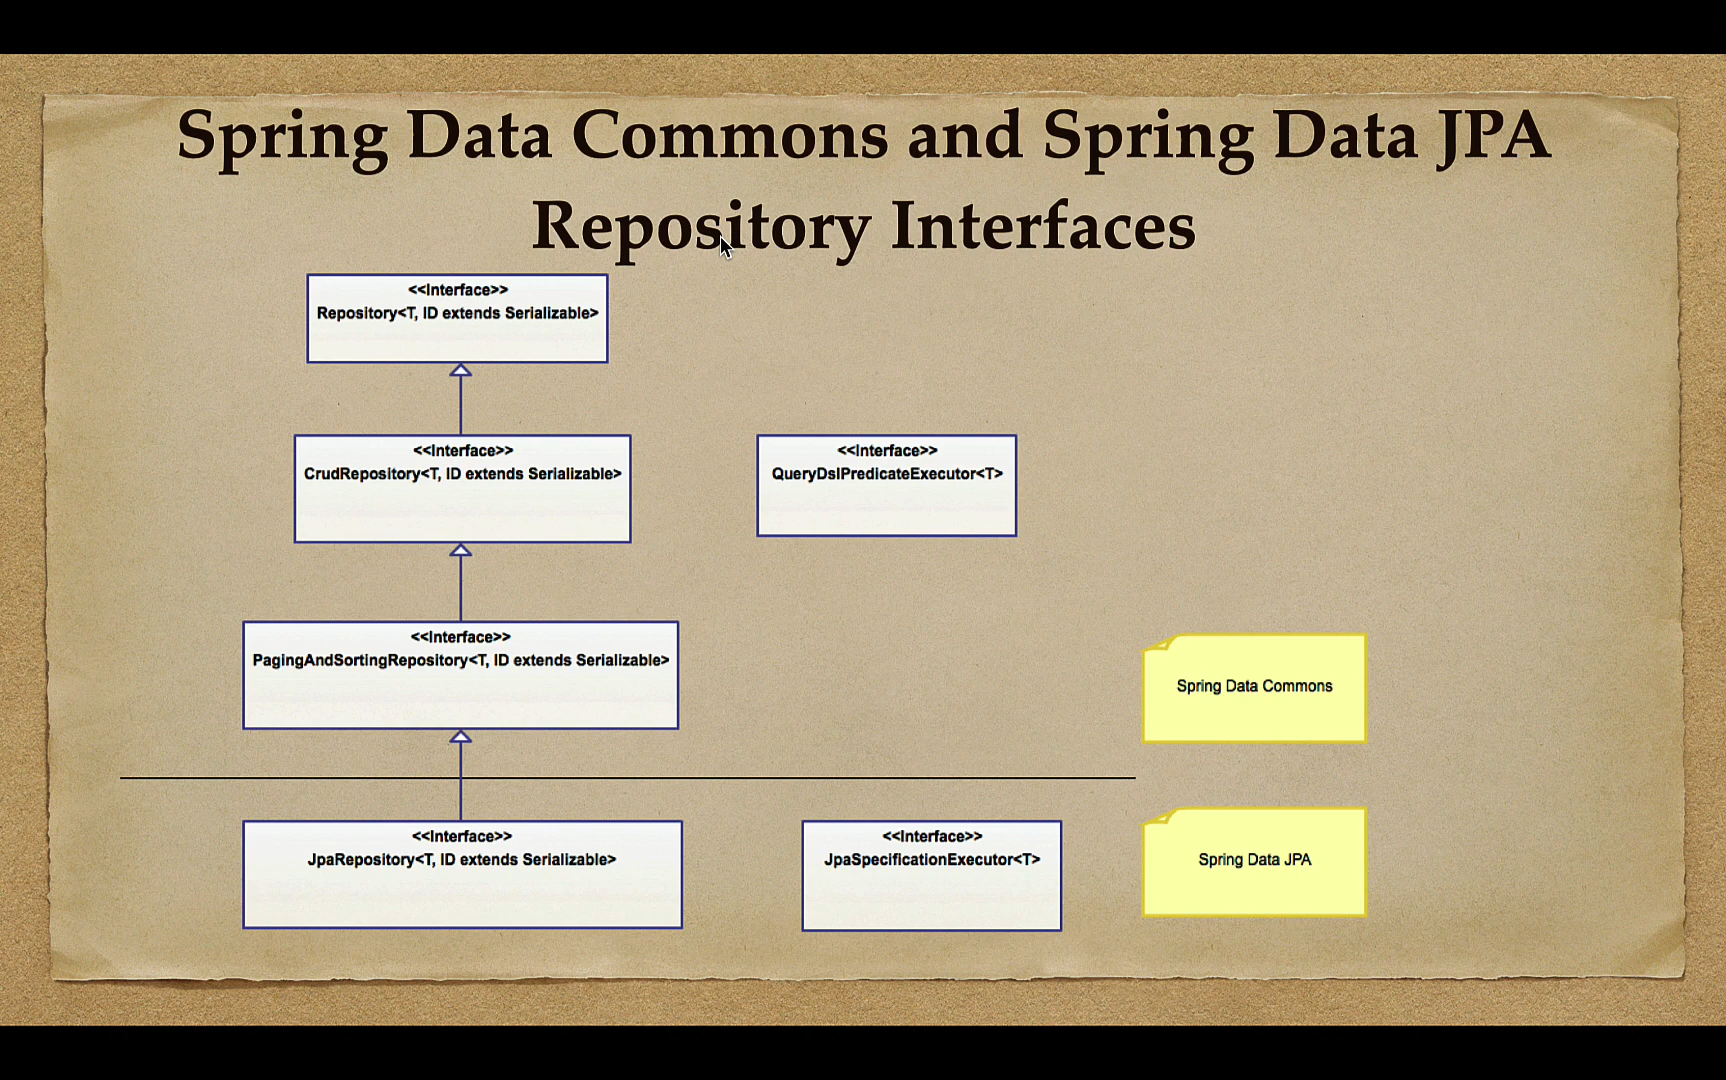 Spring Data Commons and Spring Data JPA
Repository Interfaces
<<Interface>>
Repository<T, ID extends Serializable>
<<Interface>>
CrudRepository<T, ID extends Serializable>
<<Interface>>
QueryDslPredicateExecutor<T>
<<Interface>>
PagingAndSortingRepository<T, ID extends Serializable>
Spring Data Commons
<<Interface>>
JpaRepository<T, ID extends Serializable>
<<Interface>>
JpaSpecificationExecutor<T>
Spring Data JPA